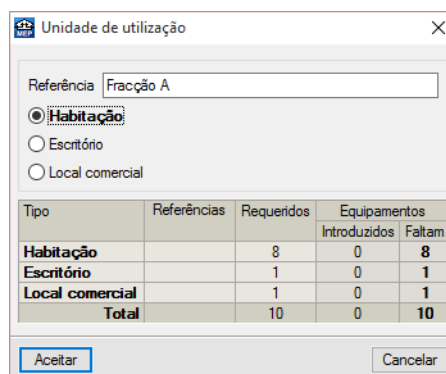 MEP Unidade de utilização
Referência Fracção A
Habitação
Escritório
Local comercial
Tipo Referências Requeridos Equipamentos
Introduzidos Faltam
Habitação 8 0 8
Escritório 1 0 1
Local comercial 1 0 1
Total 10 0 10
Aceitar Cancelar